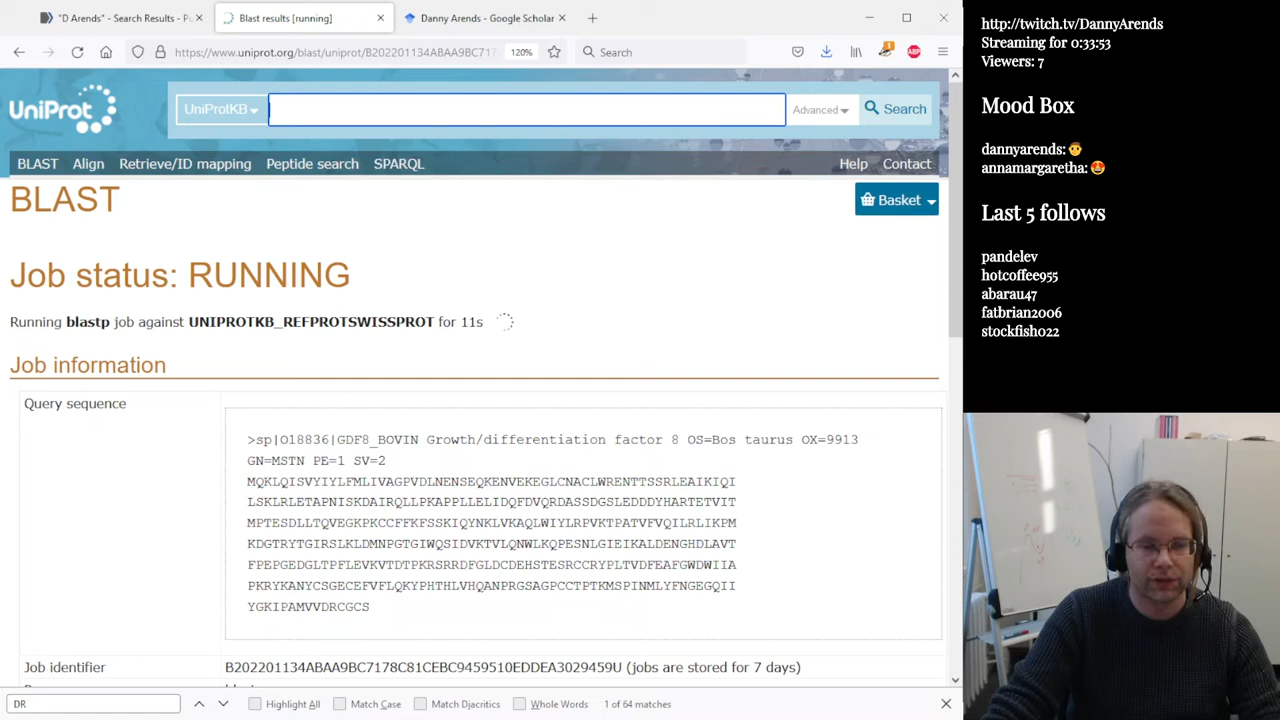 "D Arends" - Search Results - Pu
Blast results [running]
Danny Arends - Google Scholar
https://www.uniprot.org/blast/uniprot/B202201134ABAA9BC717
120%
Search
UniProt
UniProtKB
Advanced
Search
BLAST Align Retrieve/ID mapping Peptide search SPARQL
Help Contact
BLAST
Basket
Job status: RUNNING
Running blastp job against UNIPROTKB_REFPROTSWISSPROT for 11s
Job information
Query sequence
>sp|O18836|GDF8_BOVIN Growth/differentiation factor 8 OS=Bos taurus OX=9913
GN=MSTN PE=1 SV=2
MQKLQISVYIYLFMLIVAGPVDLNENSEQKENVEKEGLCNACLWRENTTSSRLEAIKIQI
LSKLRLETAPNISKDAIRQLLPKAPPLLELIDQFDVQRDASSDGSLEDDDYHARTETVIT
MPTESDLLTQVEGKPKCCFFKFSSKIQYNKLVKAQLWIYLRPVKTPATVFVQILRLIKPM
KDGTRYTGIRSLKLDMNPGTGIWQSIDVKTVLQNWLKQPESNLGIEIKALDENGHDLAVT
FPEPGEDGLTPFLEVKVTDTPKRSRRDFGLDCDEHSTESRCCRYPLTVDFEAFGWDWIIA
PKRYKANYCSGECEFVFLQKYPHTHLVHQANPRGSAGPCCTPTKMSPINMLYFNGEGQII
YGKIPAMVVDRCGCS
Job identifier
B202201134ABAA9BC7178C81CEBC9459510EDDEA3029459U (jobs are stored for 7 days)
DR
Highlight All
Match Case
Match Diacritics
Whole Words
1 of 64 matches
http://twitch.tv/DannyArends
Streaming for 0:33:53
Viewers: 7
Mood Box
dannyarends:
annamargaretha:
Last 5 follows
pandelev
hotcoffee955
abarau47
fatbrian2006
stockfish022